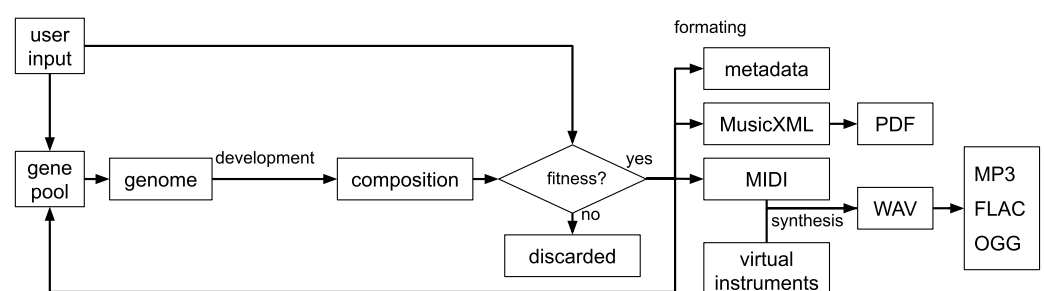 user
input
formating
metadata
MusicXML
PDF
gene
pool
genome
development
composition
fitness?
yes
no
discarded
MIDI
synthesis
WAV
virtual
instruments
MP3
FLAC
OGG